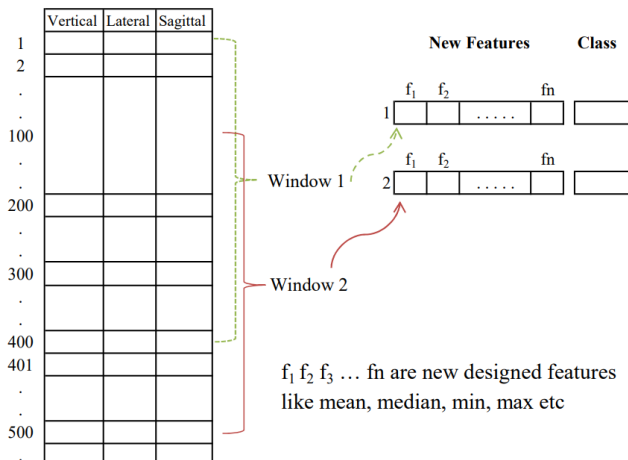 Vertical Lateral Sagittal
1
2
.
.
100
.
.
200
.
.
300
.
.
400
401
.
.
500
.
New Features Class
f1 f2 fn
1 . . . . .
f1 f2 fn
2 . . . . .
Window 1
Window 2
f1 f2 f3 … fn are new designed features
like mean, median, min, max etc